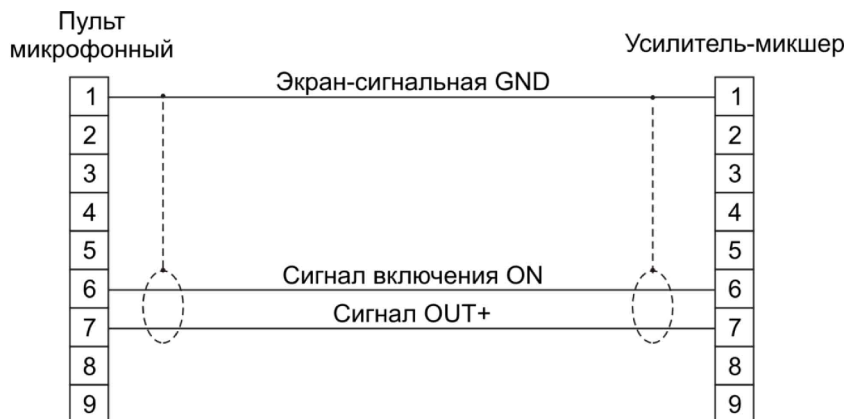 Пульт
микрофонный
Усилитель-микшер
Экран-сигнальная GND
1 1
2 2
3 3
4 4
5 5
Сигнал включения ON
6 6
Сигнал OUT+
7 7
8 8
9 9